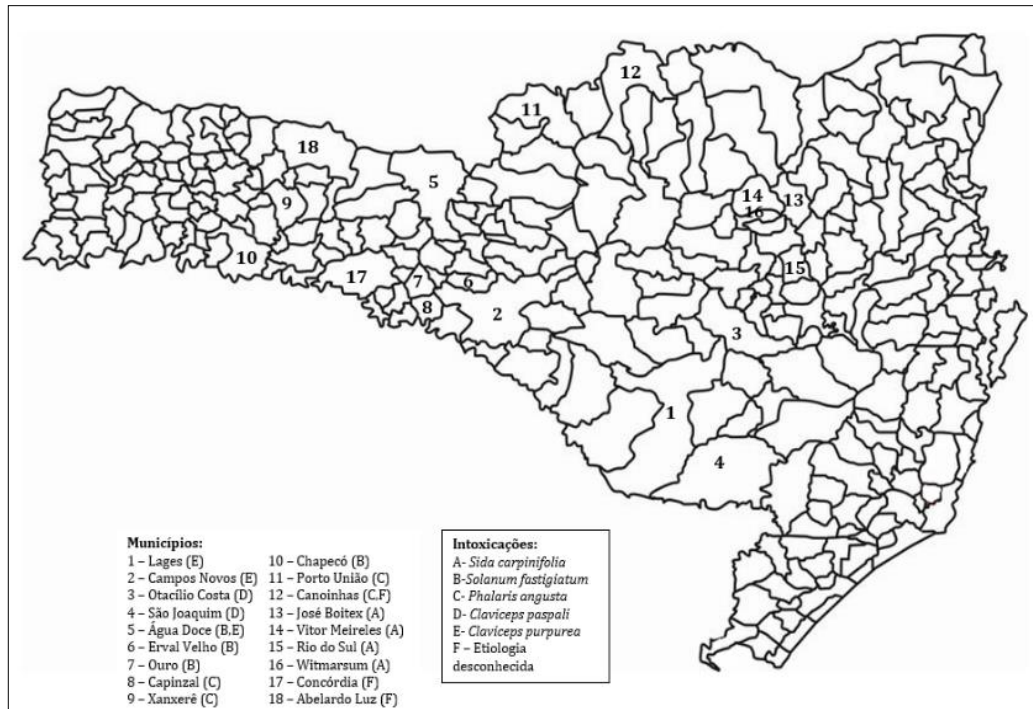 12
11
18
5
14
13
9
16
10
15
17
7
6
8
2
3
1
4
Municípios:
1 – Lages (E)
2 – Campos Novos (E)
3 – Otacílio Costa (D)
4 – São Joaquim (D)
5 – Água Doce (B,E)
6 – Erval Velho (B)
7 – Ouro (B)
8 – Capinzal (C)
9 – Xanxerê (C)
10 – Chapecó (B)
11 – Porto União (C)
12 – Canoinhas (C,F)
13 – José Boitex (A)
14 – Vitor Meireles (A)
15 – Rio do Sul (A)
16 – Witmarsum (A)
17 – Concórdia (F)
18 – Abelardo Luz (F)
Intoxicações:
A- Sida carpinifolia
B-Solanum fastigiatum
C- Phalaris angusta
D- Claviceps paspali
E- Claviceps purpurea
F – Etiologia
desconhecida